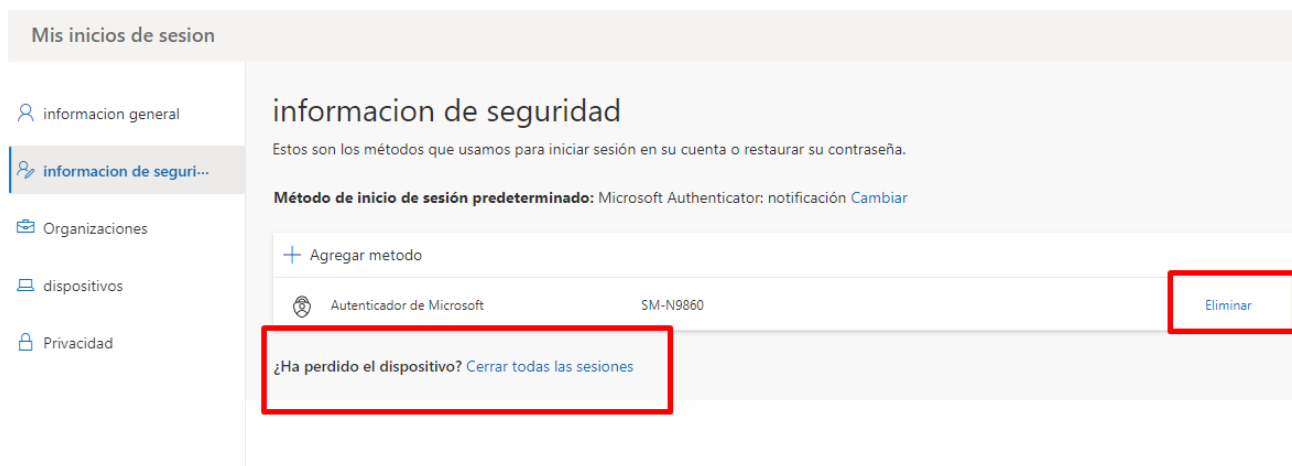 Mis inicios de sesion
informacion general
informacion de seguri...
Organizaciones
dispositivos
Privacidad
informacion de seguridad
Estos son los métodos que usamos para iniciar sesión en su cuenta o restaurar su contraseña.
Método de inicio de sesión predeterminado: Microsoft Authenticator: notificación Cambiar
+ Agregar metodo
Autenticador de Microsoft SM-N9860 Eliminar
¿Ha perdido el dispositivo? Cerrar todas las sesiones